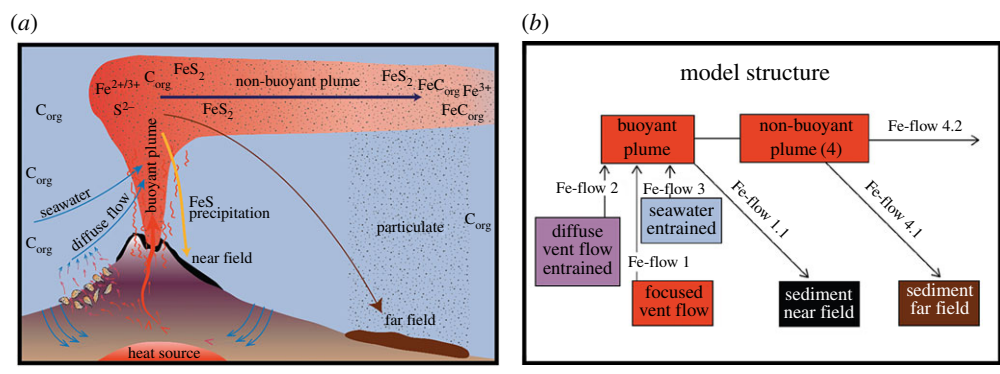 (a)
Fe2+/3+ Corg FeS2
S2–
FeS2
non-buoyant plume
FeS2
FeCorg Fe3+
FeCorg
Corg
buoyant plume
Corg
seawater
diffuse flow
Corg
FeS
precipitation
near field
particulate
Corg
far field
heat source
(b)
model structure
buoyant
plume
non-buoyant
plume (4)
Fe-flow 4.2
Fe-flow 2
Fe-flow 3
Fe-flow 1.1
Fe-flow 4.1
diffuse
vent flow
entrained
seawater
entrained
Fe-flow 1
focused
vent flow
sediment
near field
sediment
far field